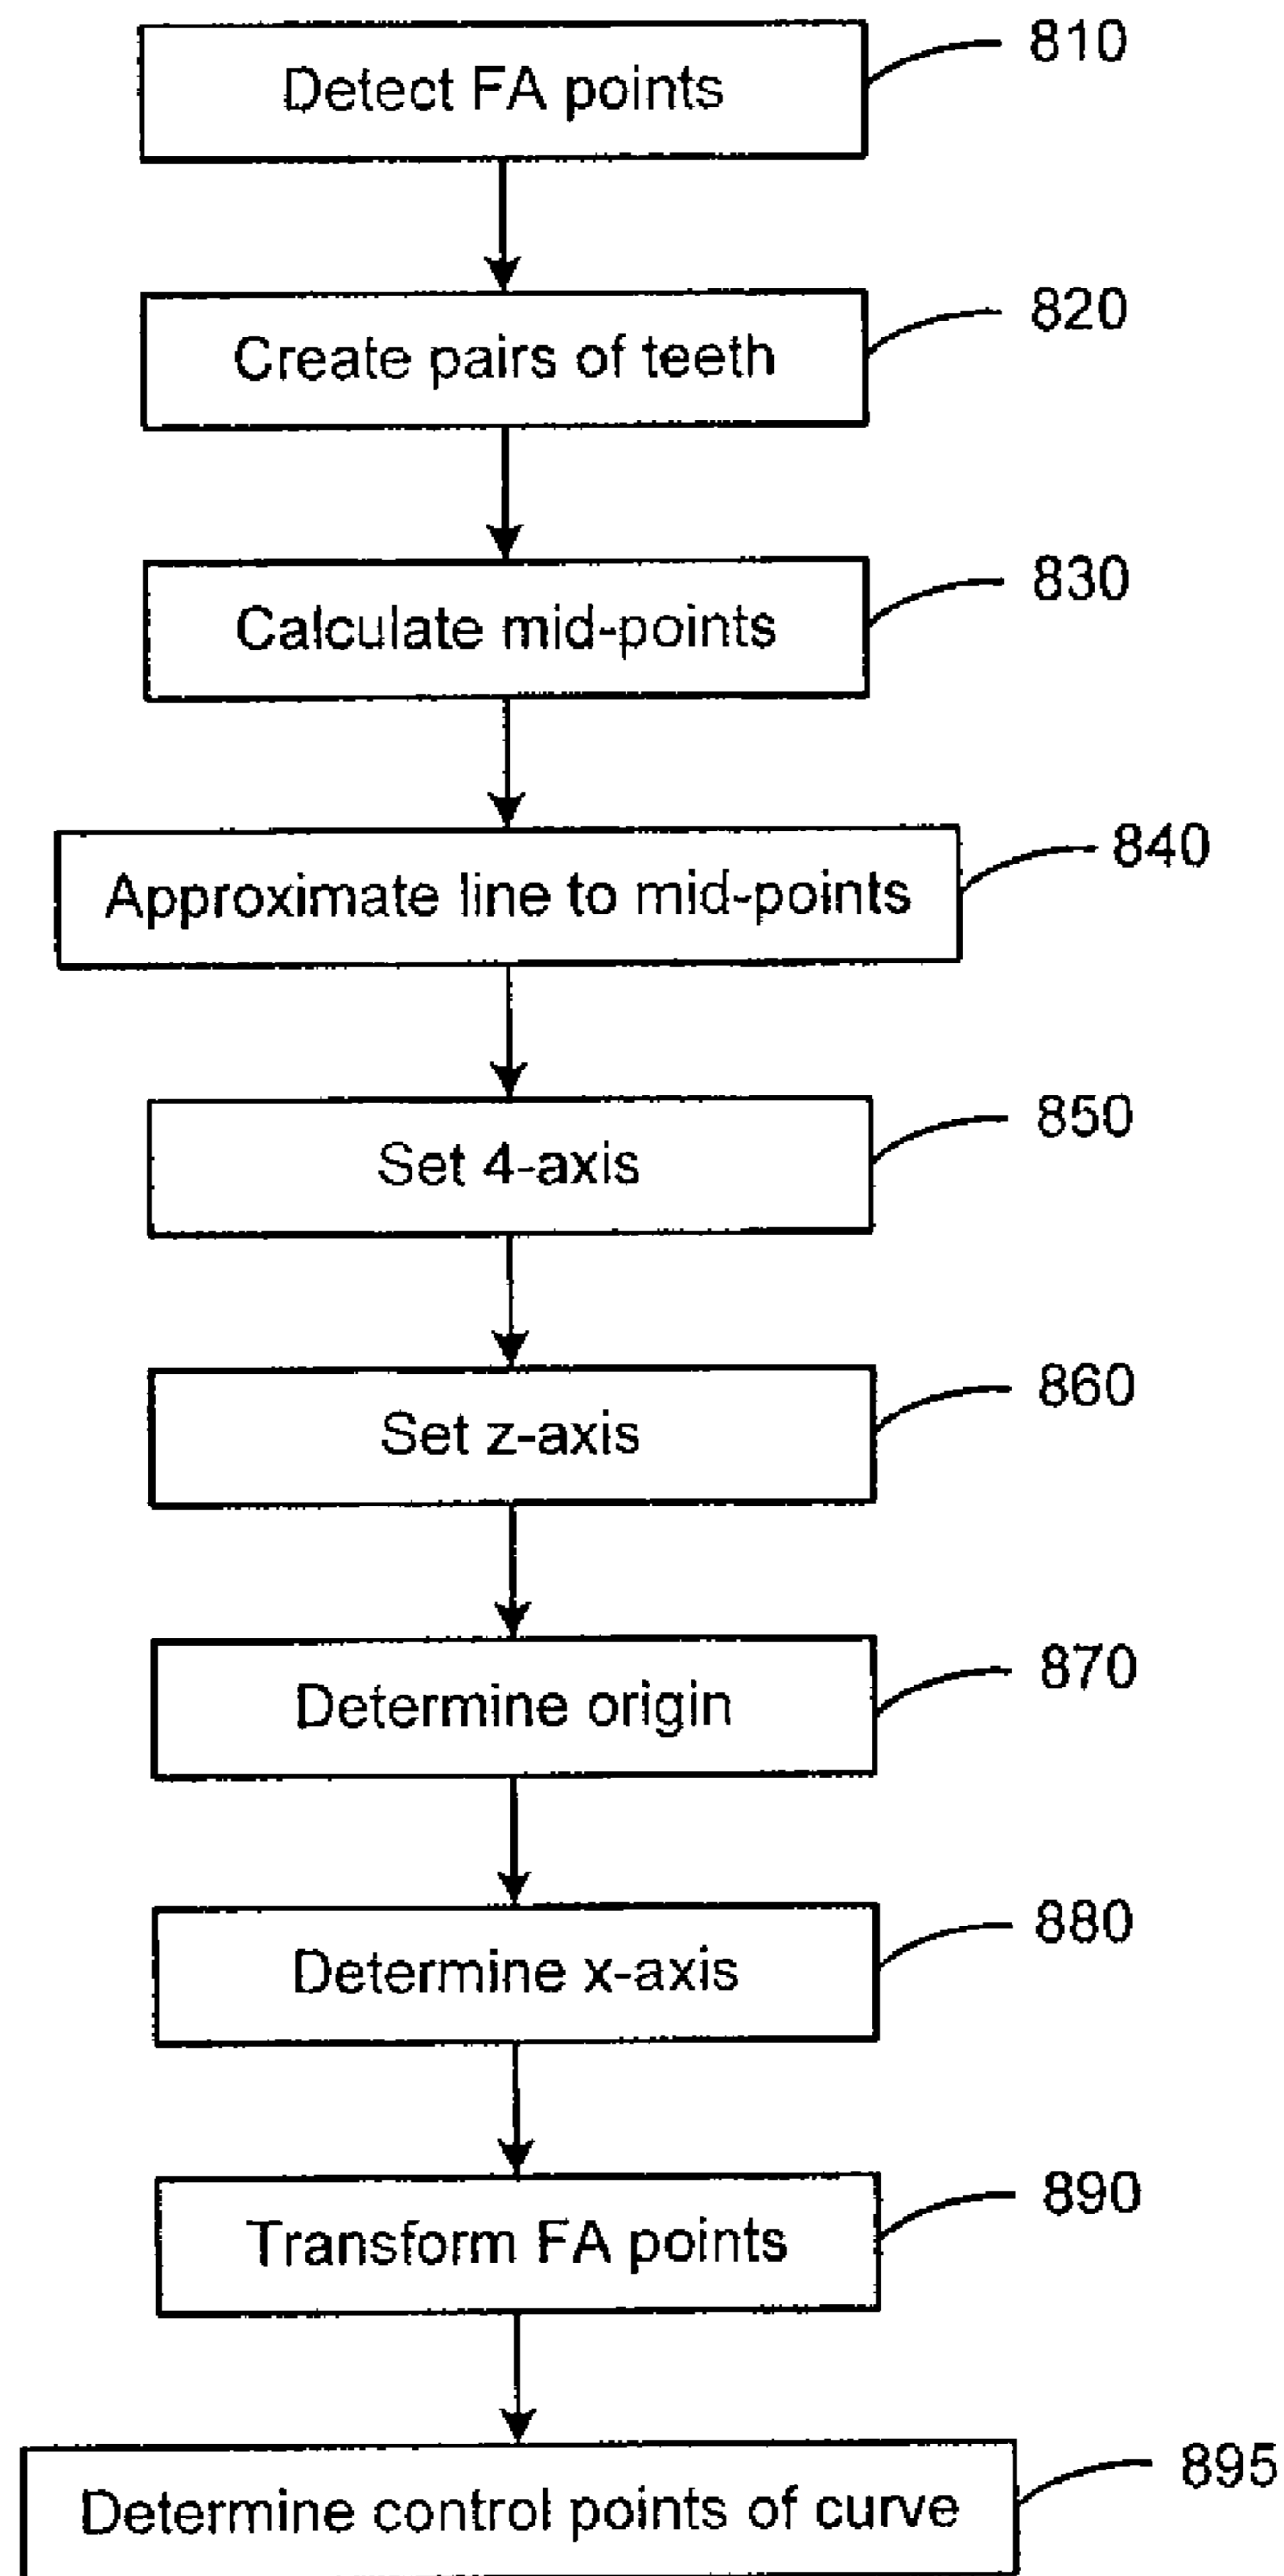 Detect FA points 810
Create pairs of teeth 820
Calculate mid-points 830
Approximate line to mid-points 840
Set 4-axis 850
Set z-axis 860
Determine origin 870
Determine x-axis 880
Transform FA points 890
Determine control points of curve 895